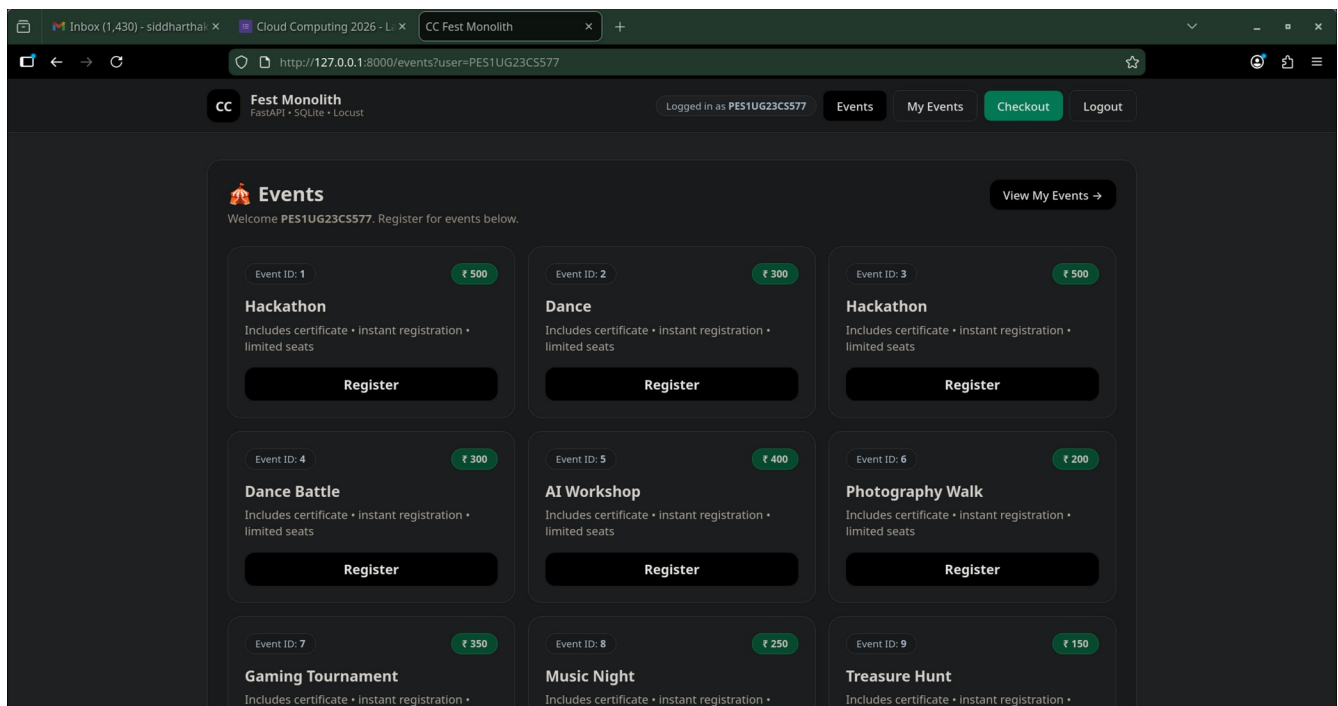 Inbox (1,430) - siddharthak
Cloud Computing 2026 - La
CC Fest Monolith
http://127.0.0.1:8000/events?user=PES1UG23CS577
CC
Fest Monolith
FastAPI • SQLite • Locust
Logged in as PES1UG23CS577
Events
My Events
Checkout
Logout
🎪 Events
View My Events →
Welcome PES1UG23CS577. Register for events below.
Event ID: 1
₹ 500
Hackathon
Includes certificate • instant registration •
limited seats
Register
Event ID: 2
₹ 300
Dance
Includes certificate • instant registration •
limited seats
Register
Event ID: 3
₹ 500
Hackathon
Includes certificate • instant registration •
limited seats
Register
Event ID: 4
₹ 300
Dance Battle
Includes certificate • instant registration •
limited seats
Register
Event ID: 5
₹ 400
AI Workshop
Includes certificate • instant registration •
limited seats
Register
Event ID: 6
₹ 200
Photography Walk
Includes certificate • instant registration •
limited seats
Register
Event ID: 7
₹ 350
Gaming Tournament
Includes certificate • instant registration •
Event ID: 8
₹ 250
Music Night
Includes certificate • instant registration •
Event ID: 9
₹ 150
Treasure Hunt
Includes certificate • instant registration •